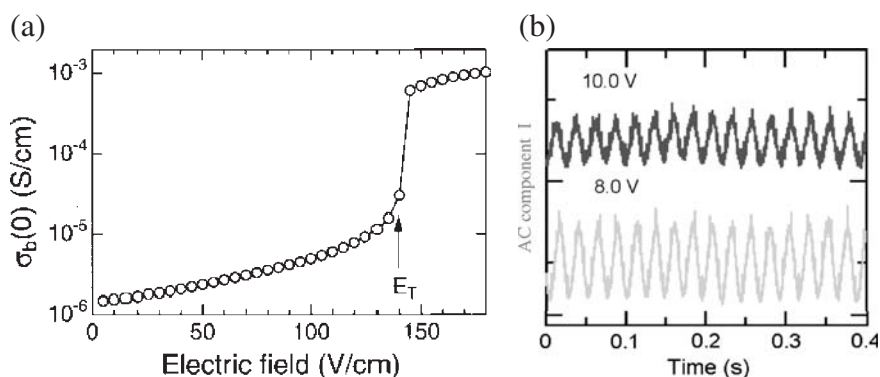 (a)
10⁻³
10⁻⁴
10⁻⁵
10⁻⁶
σb(0) (S/cm)
E_T
0 50 100 150
Electric field (V/cm)
(b)
10.0 V
8.0 V
AC component I
0 0.1 0.2 0.3 0.4
Time (s)